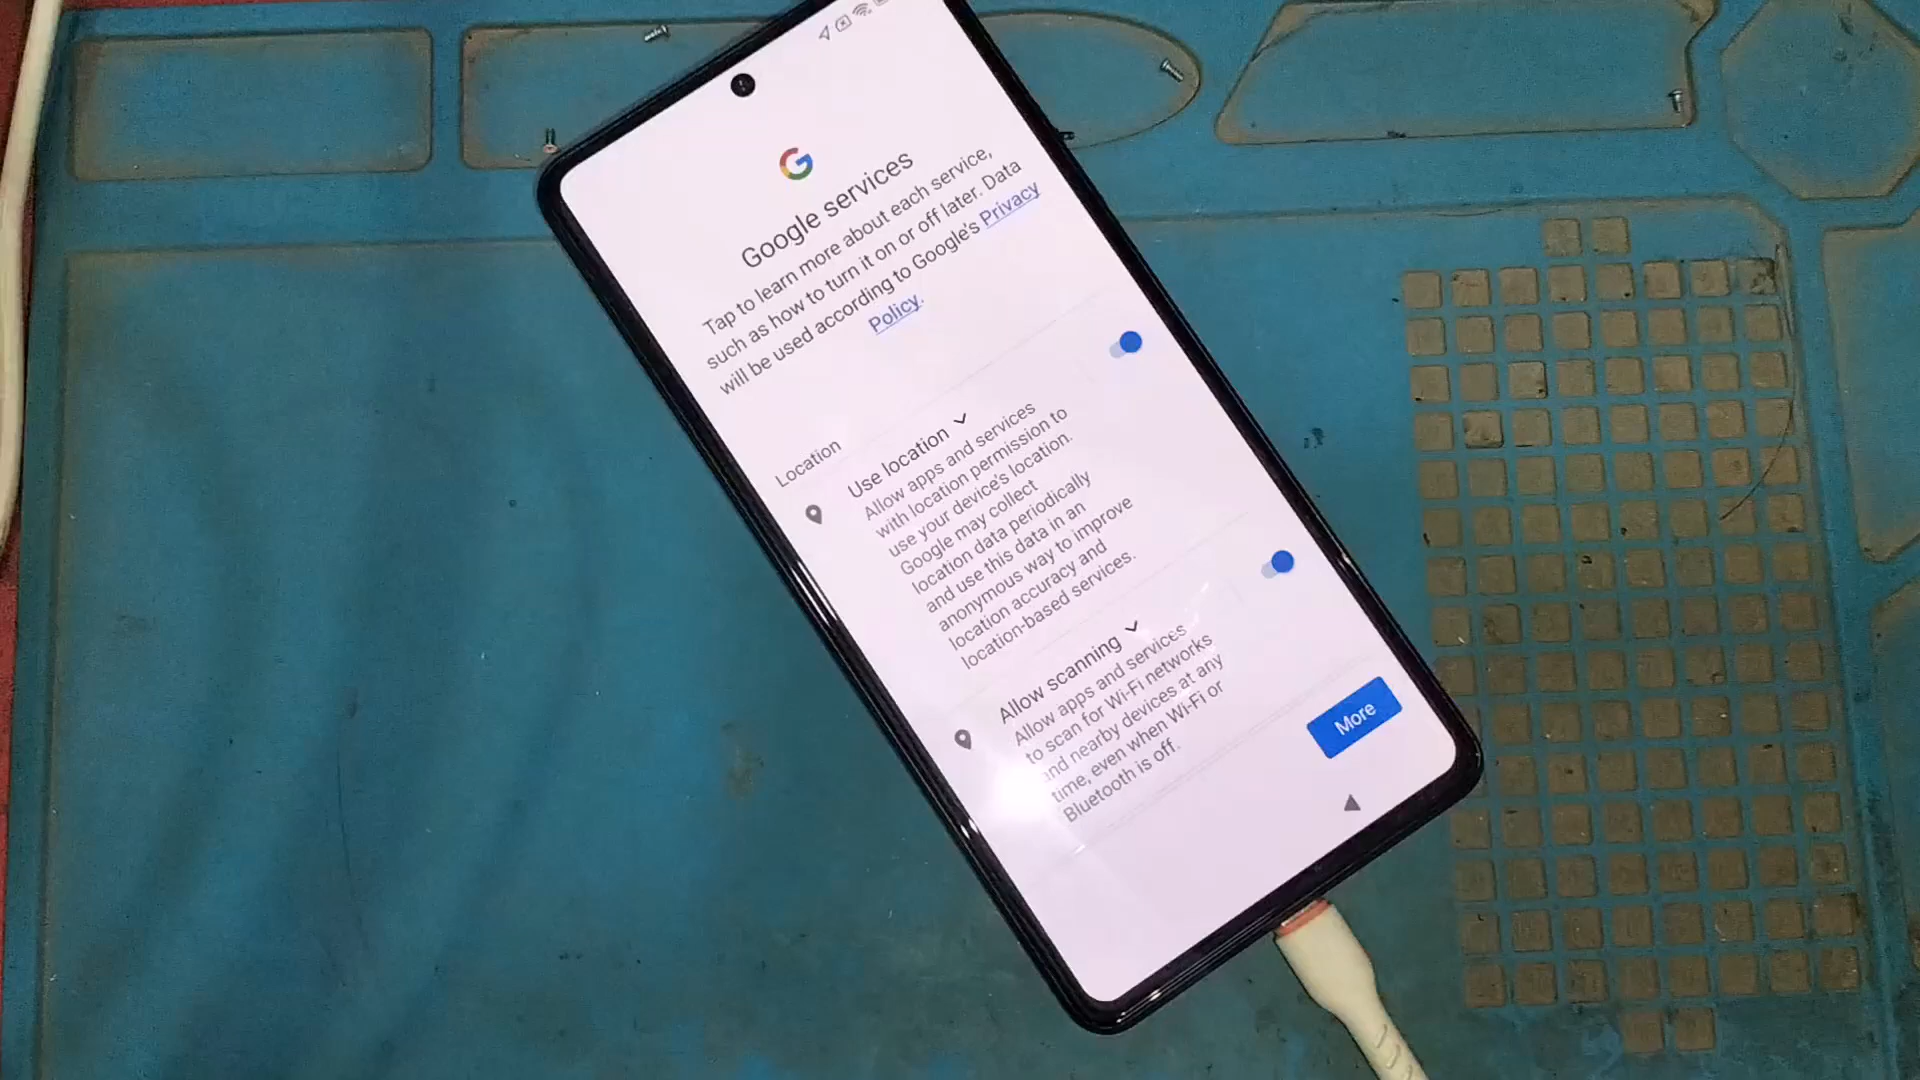 Google services
Tap to learn more about each service,
such as how to turn it on or off later. Data
will be used according to Google's Privacy
Policy.
Location
Use location
Allow apps and services
with location permission to
use your device's location.
Google may collect
location data periodically
and use this data in an
anonymous way to improve
location accuracy and
location-based services.
Allow scanning
Allow apps and services
to scan for Wi-Fi networks
and nearby devices at any
time, even when Wi-Fi or
Bluetooth is off.
More